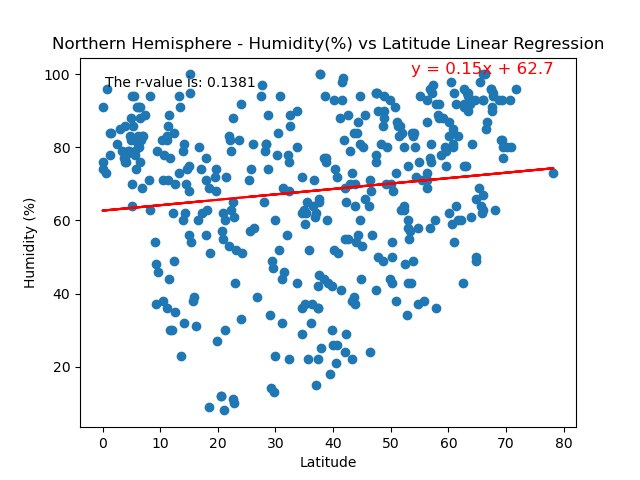 Northern Hemisphere - Humidity(%) vs Latitude Linear Regression
y = 0.15x + 62.7
The r-value is: 0.1381
Humidity (%)
100
80
60
40
20
0 10 20 30 40 50 60 70 80
Latitude